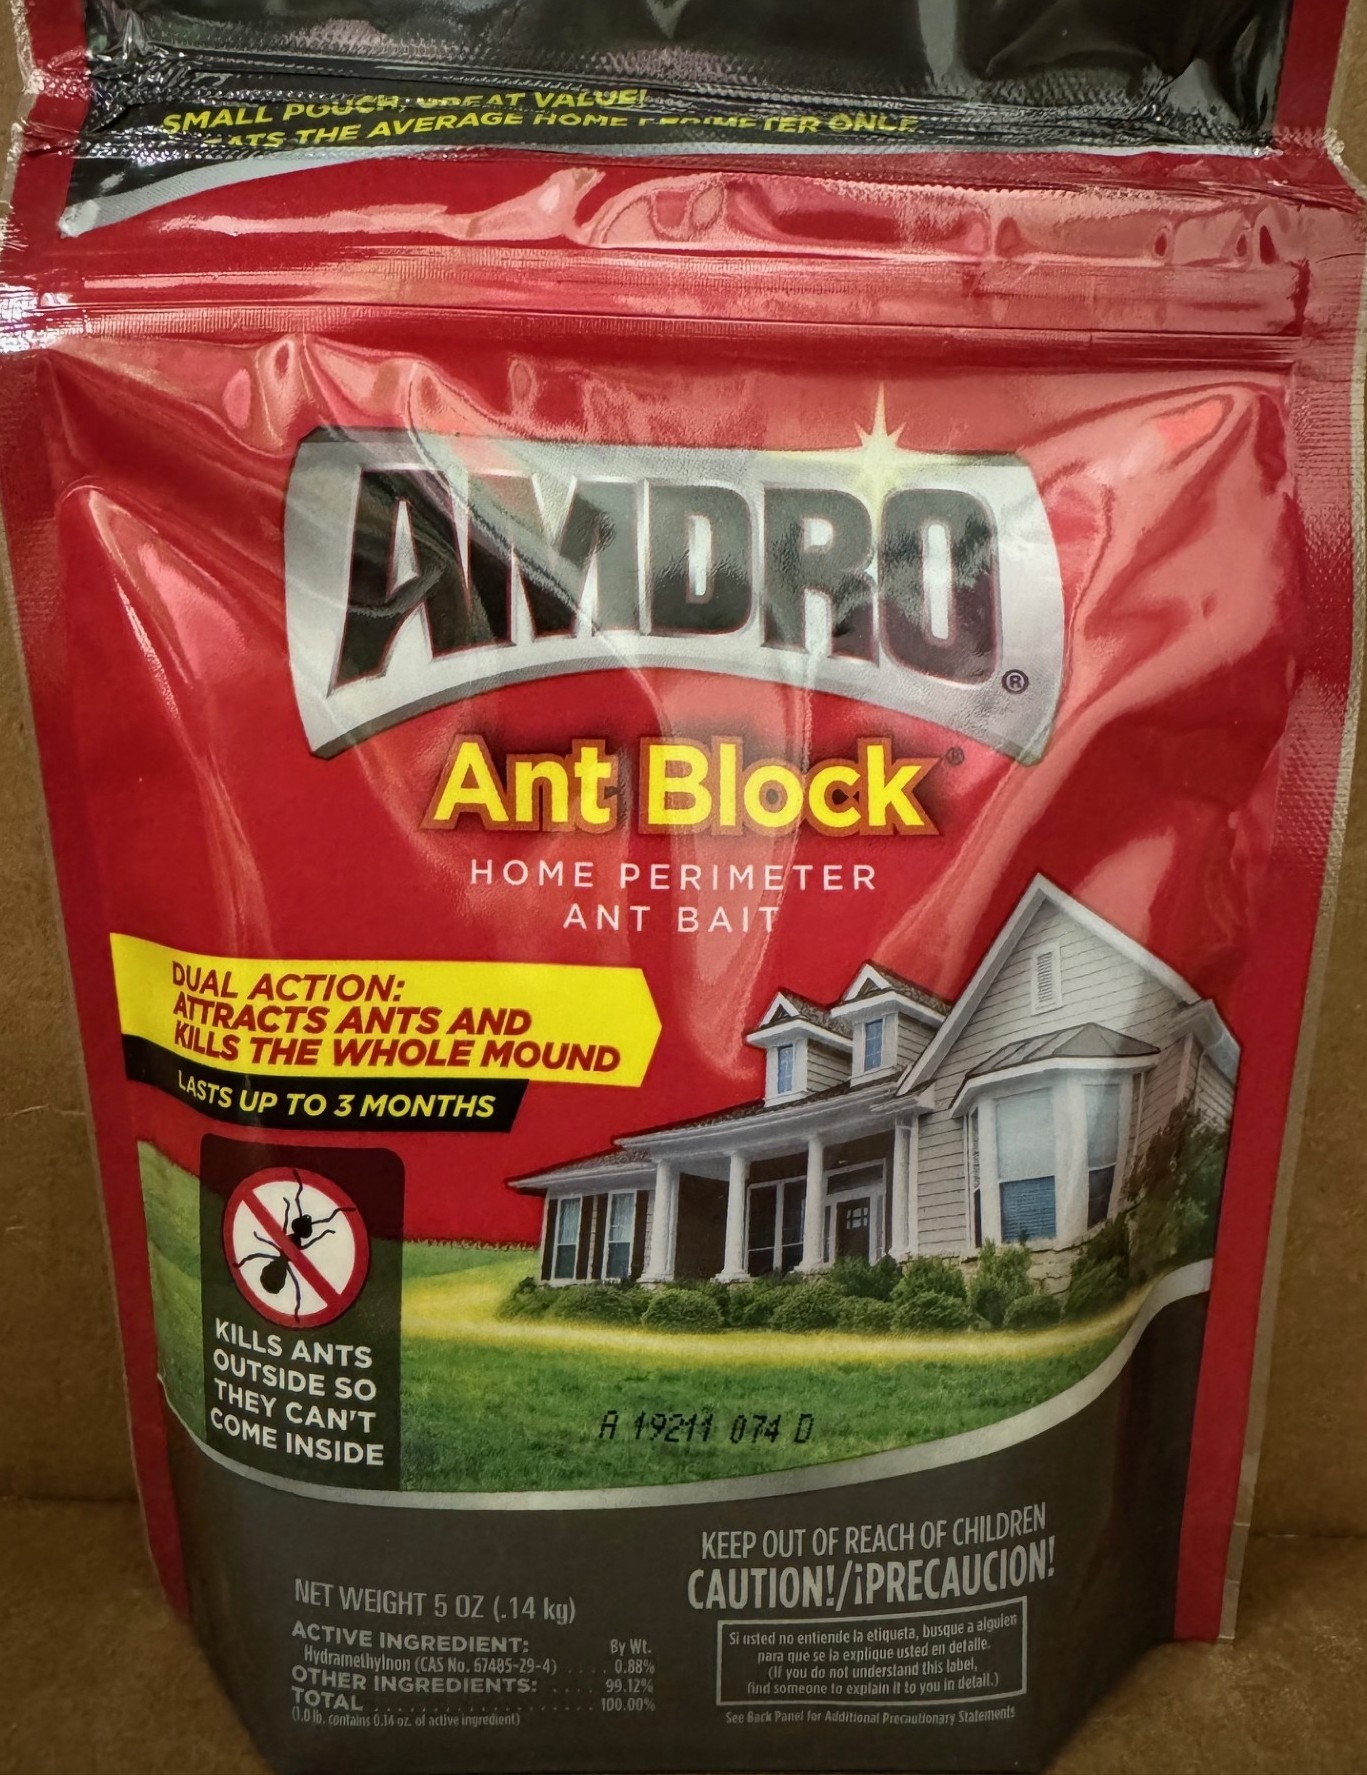 SMALL POUCH, GREAT VALUE!
THE AVERAGE HOME PERIMETER ONCE
AMDRO®
Ant Block®
HOME PERIMETER
ANT BAIT
DUAL ACTION:
ATTRACTS ANTS AND
KILLS THE WHOLE MOUND
LASTS UP TO 3 MONTHS
KILLS ANTS
OUTSIDE SO
THEY CAN'T
COME INSIDE
A 19211 074 D
KEEP OUT OF REACH OF CHILDREN
CAUTION!/¡PRECAUCION!
Si usted no entiende la etiqueta, busque a alguien
para que se la explique usted en detalle.
(If you do not understand this label,
find someone to explain it to you in detail.)
See Back Panel for Additional Precautionary Statements
NET WEIGHT 5 OZ (.14 kg)
ACTIVE INGREDIENT: By Wt.
Hydramethylnon (CAS No. 67485-29-4) .... 0.88%
OTHER INGREDIENTS: .... 99.12%
TOTAL .................... 100.00%
(1.0 lb. contains 0.14 oz. of active ingredient)